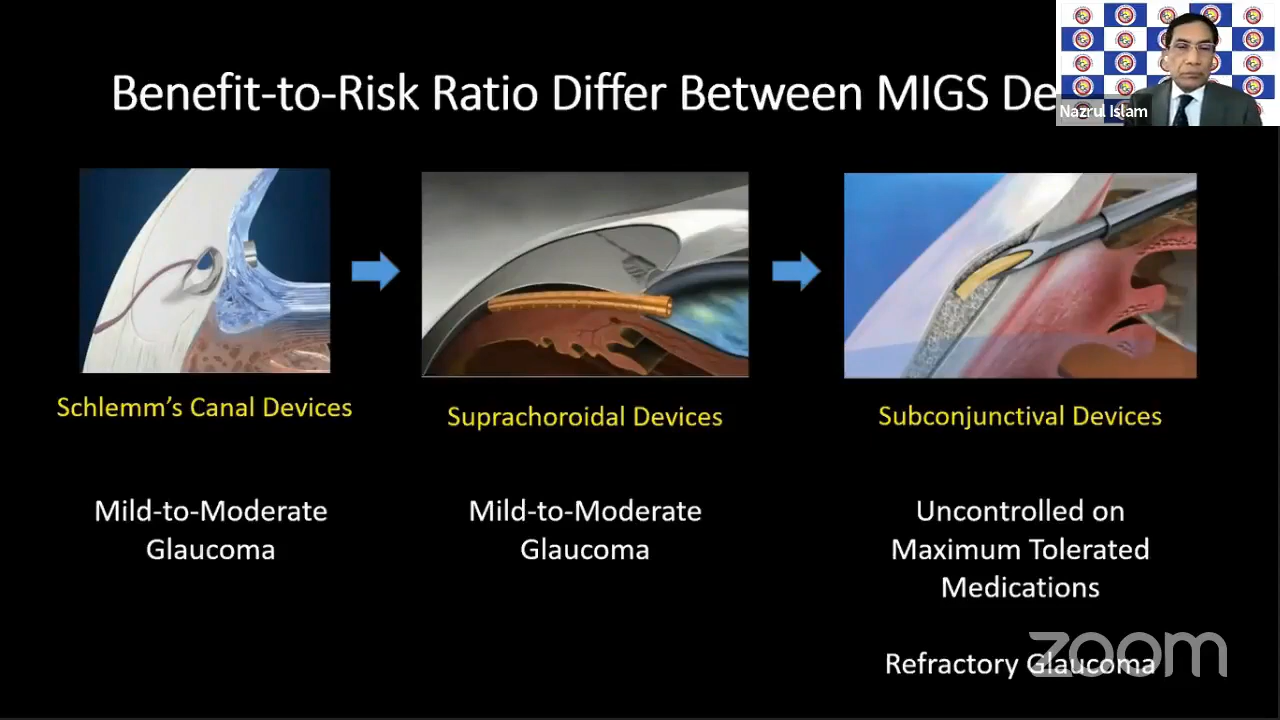 Benefit-to-Risk Ratio Differ Between MIGS De
Nazrul Islam
Schlemm's Canal Devices
Suprachoroidal Devices
Subconjunctival Devices
Mild-to-Moderate
Glaucoma
Mild-to-Moderate
Glaucoma
Uncontrolled on
Maximum Tolerated
Medications
Refractory Glaucoma
zoom